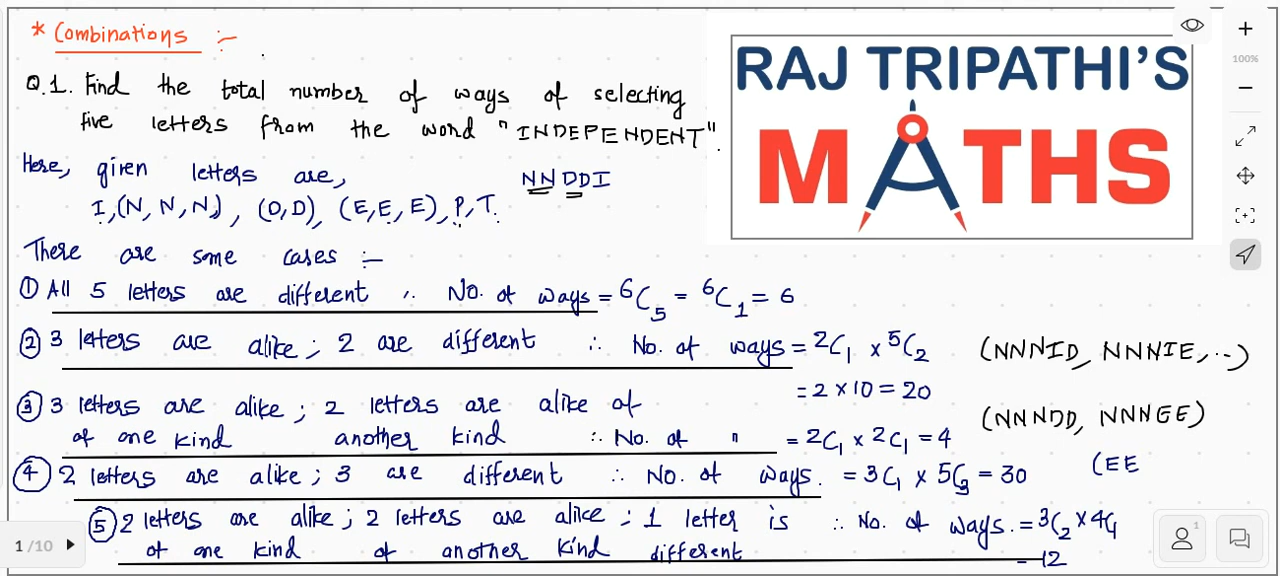 * Combinations :-
Q.1. Find the total number of ways of selecting
five letters from the word "INDEPENDENT".
Here, given letters are,
NNDDI
I, (N, N, N), (D, D), (E, E, E), P, T.
There are some cases :-
① All 5 letters are different ∴ No. of ways = ⁶C₅ = ⁶C₁ = 6
② 3 letters are alike ; 2 are different ∴ No. of ways = 2C₁ × ⁵C₂
(NNNID, NNNIE, ...)
= 2 × 10 = 20
③ 3 letters are alike ; 2 letters are alike of
of one kind another kind ∴ No. of " = 2C₁ × 2C₁ = 4
(NNNDD, NNNEE)
④ 2 letters are alike ; 3 are different ∴ No. of ways. = 3C₁ × 5C₃ = 30
(EE
⑤ 2 letters are alike ; 2 letters are alike ; 1 letter is ∴ No. of ways. = ³C₂ × 4C₁
of one kind of another kind different = 12
RAJ TRIPATHI'S
MATHS
100%
1 / 10
1